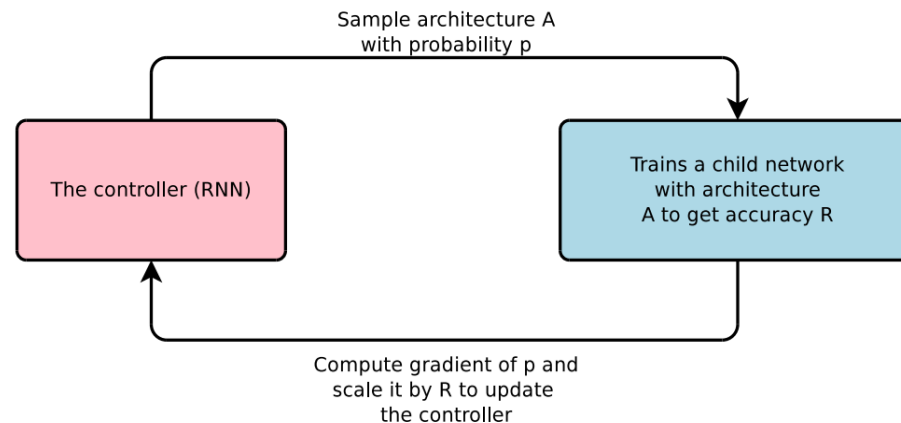 Sample architecture A
with probability p
The controller (RNN)
Trains a child network
with architecture
A to get accuracy R
Compute gradient of p and
scale it by R to update
the controller